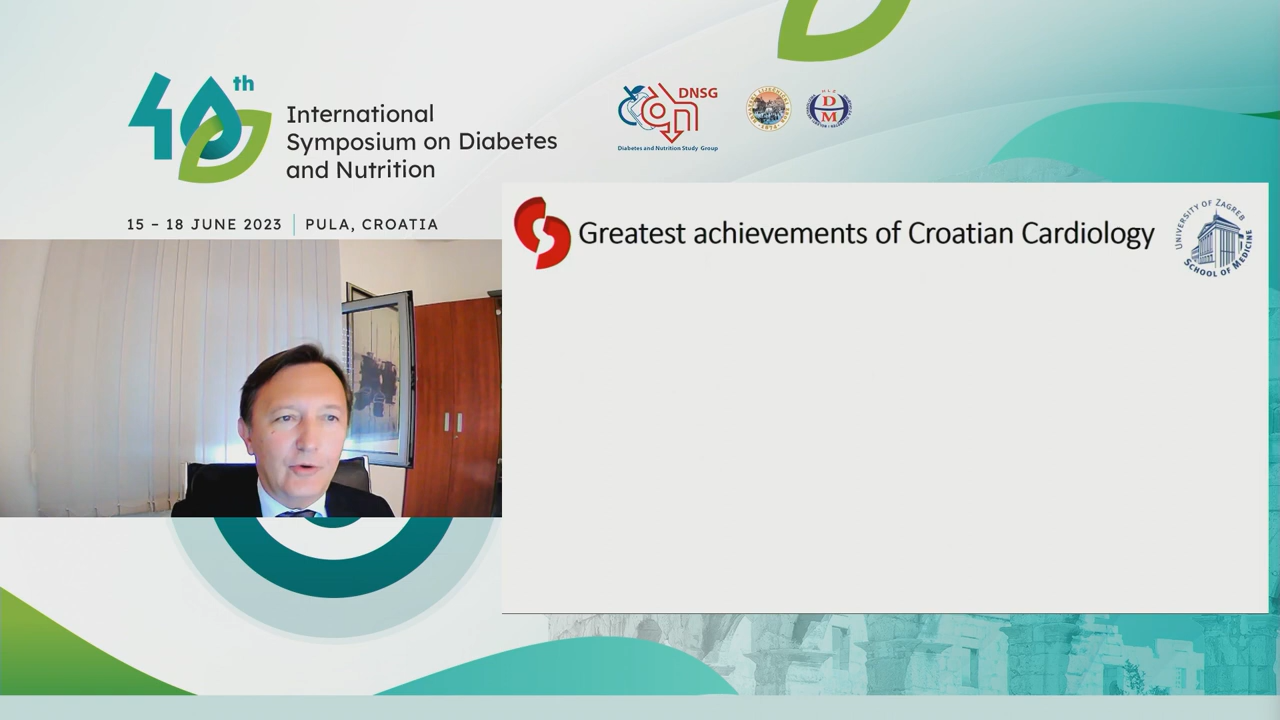 40th
International
Symposium on Diabetes
and Nutrition
15 – 18 JUNE 2023 | PULA, CROATIA
DNSG
Diabetes and Nutrition Study Group
D
M
Greatest achievements of Croatian Cardiology
UNIVERSITY OF ZAGREB
SCHOOL OF MEDICINE